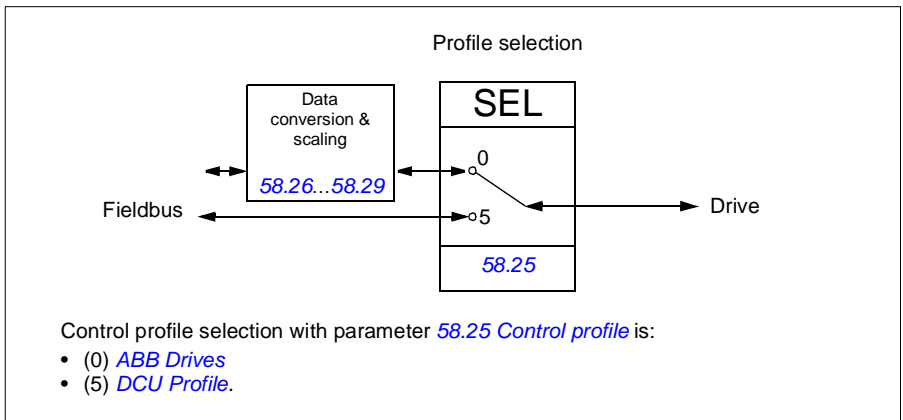 Profile selection
SEL
Data
conversion &
scaling
58.26...58.29
0
Fieldbus
5
Drive
58.25
Control profile selection with parameter 58.25 Control profile is:
• (0) ABB Drives
• (5) DCU Profile.